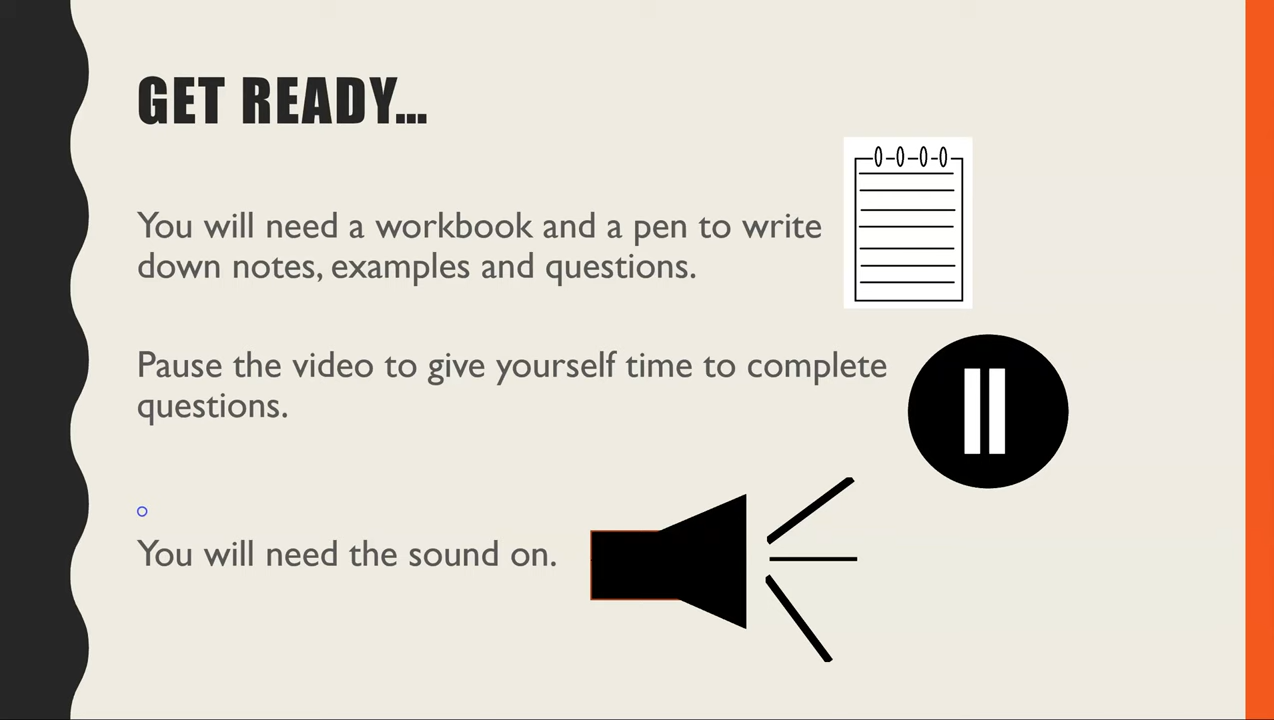 GET READY...
You will need a workbook and a pen to write
down notes, examples and questions.
Pause the video to give yourself time to complete
questions.
You will need the sound on.